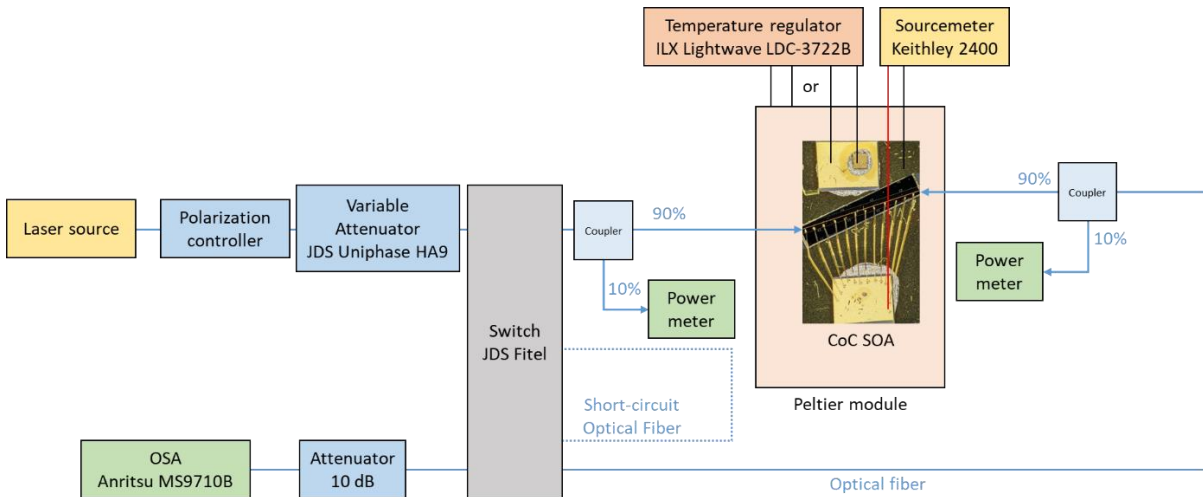 Temperature regulator
ILX Lightwave LDC-3722B
Sourcemeter
Keithley 2400
or
90%
Coupler
10%
Power
meter
Laser source
Polarization
controller
Variable
Attenuator
JDS Uniphase HA9
Coupler
90%
10%
Power
meter
Switch
JDS Fitel
CoC SOA
Peltier module
Short-circuit
Optical Fiber
OSA
Anritsu MS9710B
Attenuator
10 dB
Optical fiber